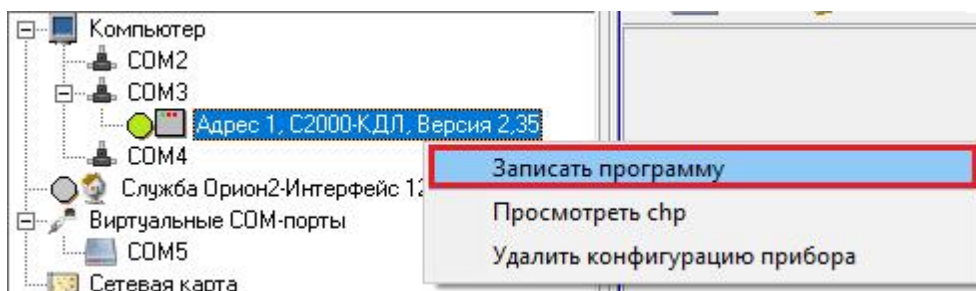 Компьютер
COM2
COM3
Адрес 1, С2000-КДЛ, Версия 2,35
COM4
Служба Орион2-Интерфейс 12
Виртуальные COM-порты
COM5
Сетевая карта
Записать программу
Просмотреть chp
Удалить конфигурацию прибора